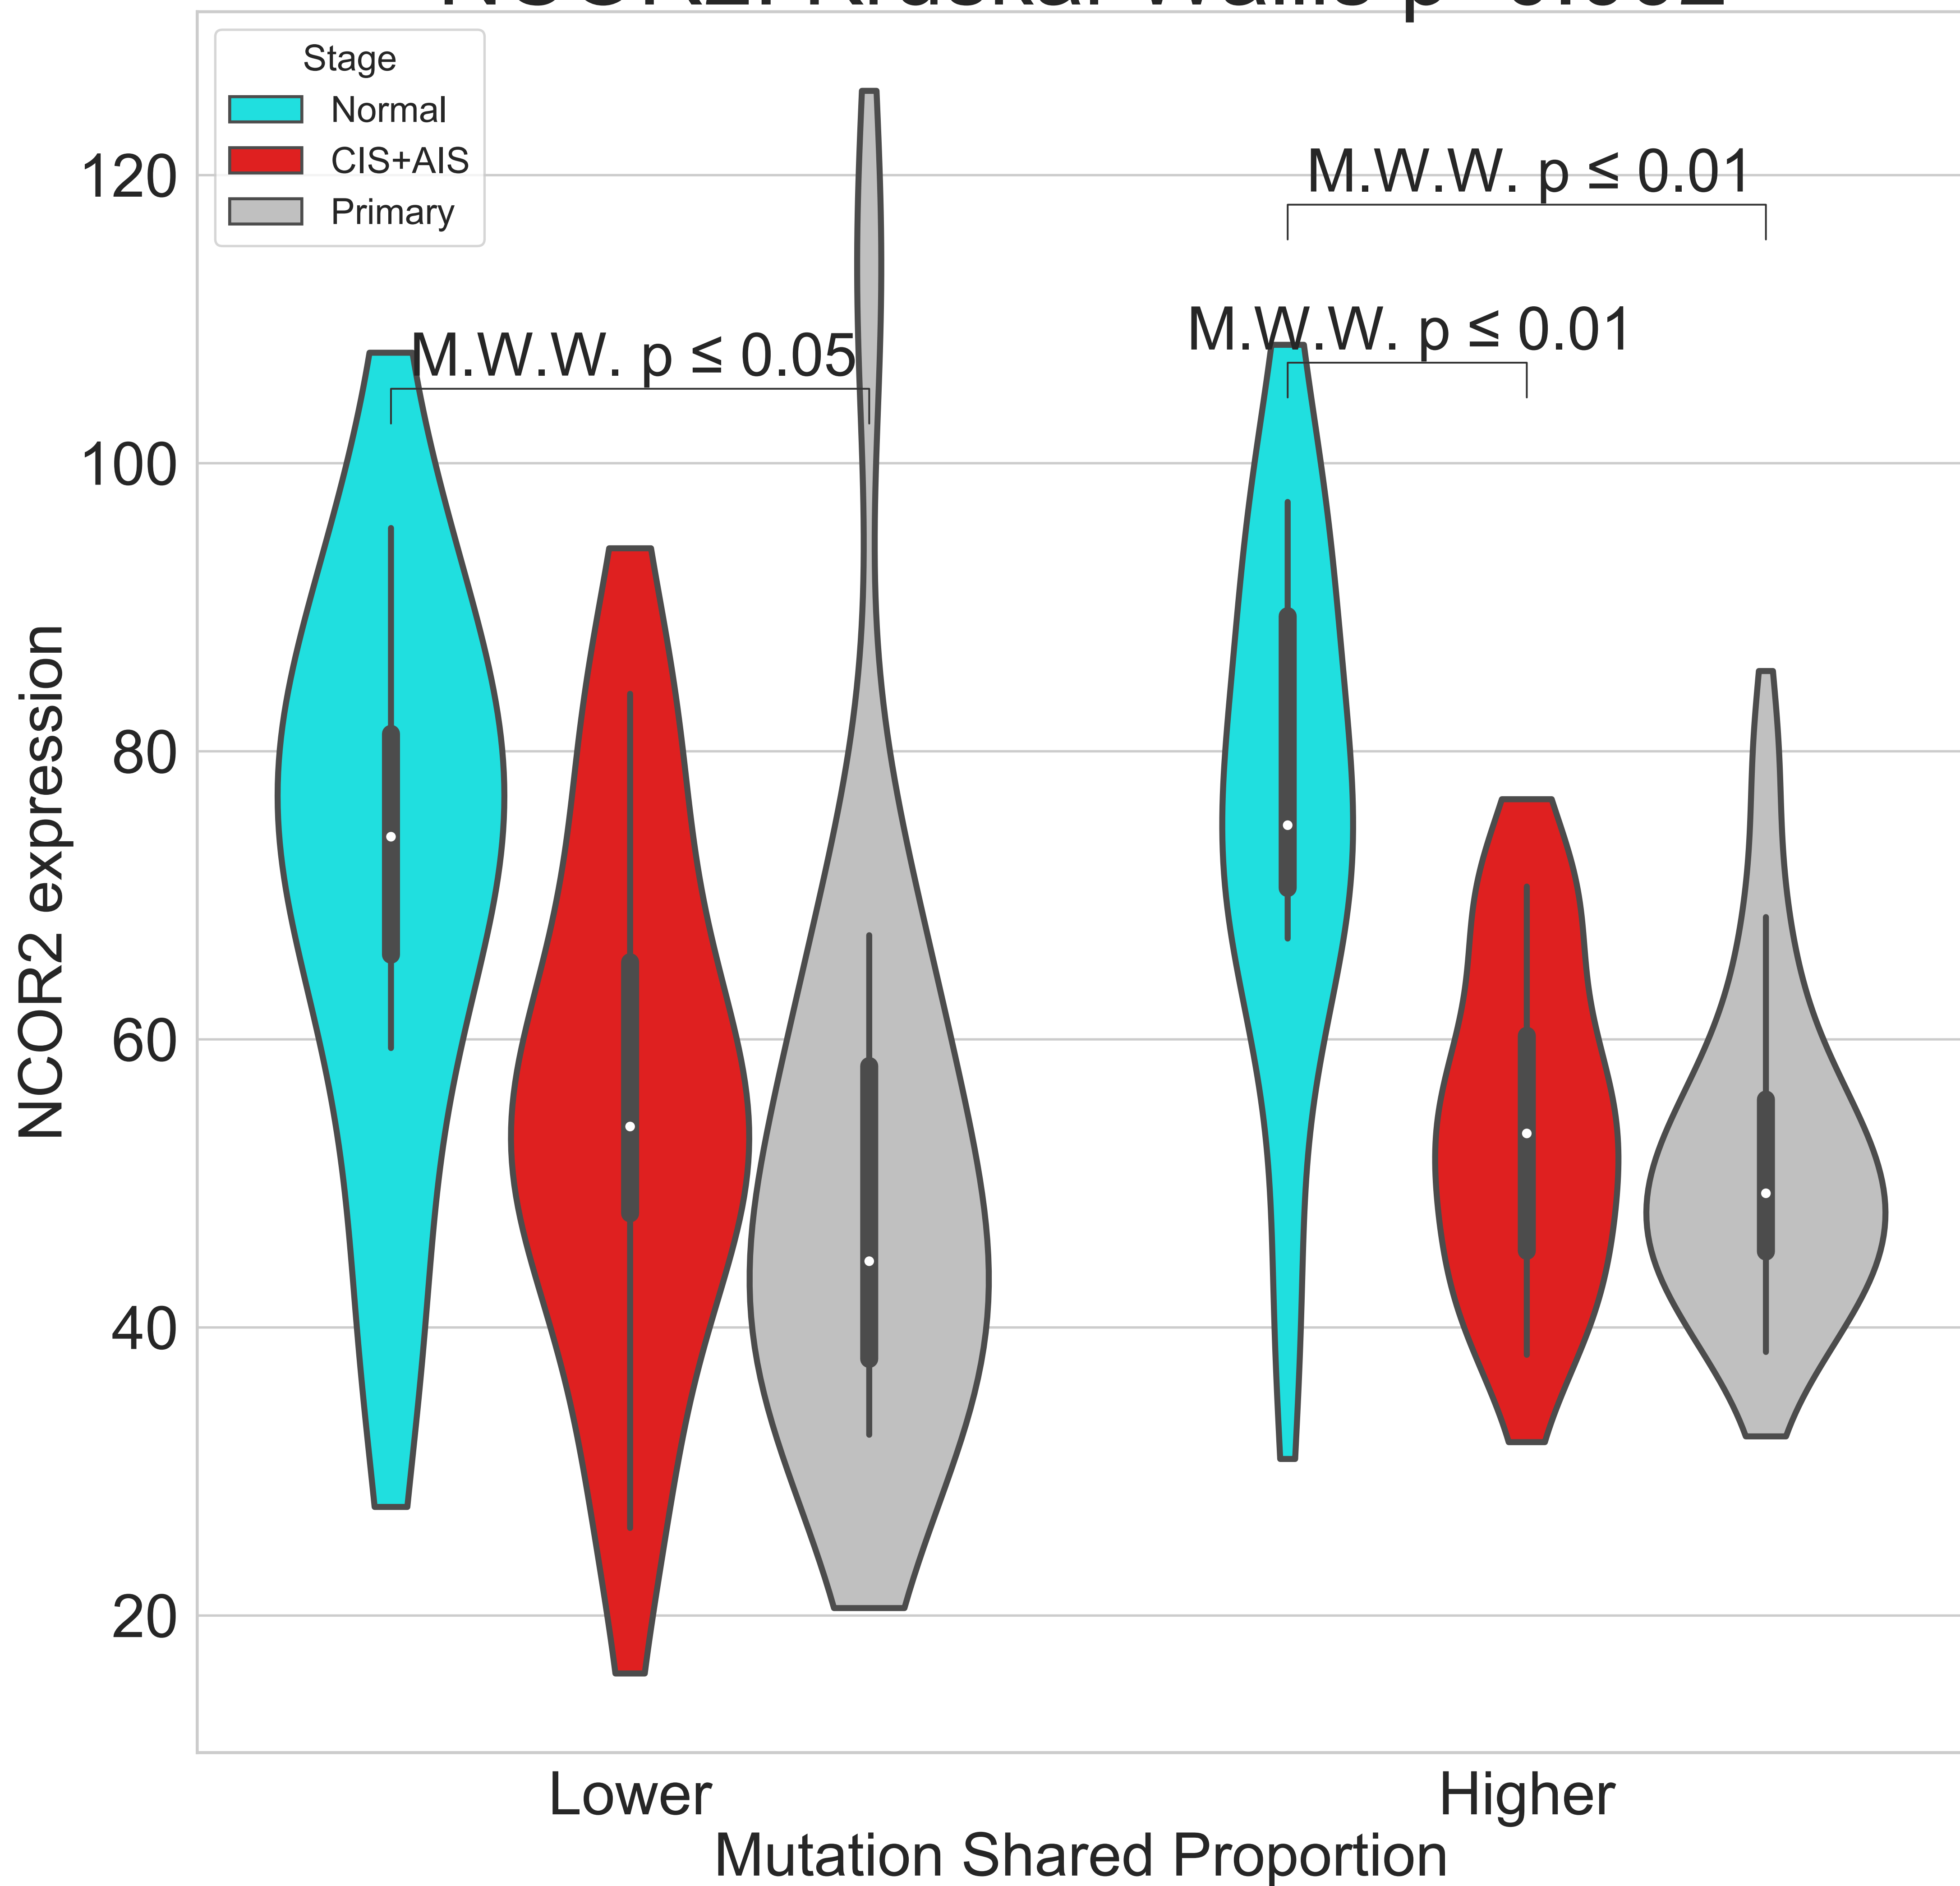 Stage
Normal
CIS+AIS
Primary
M.W.W. p ≤ 0.01
M.W.W. p ≤ 0.01
M.W.W. p ≤ 0.05
120
100
80
60
40
20
NCOR2 expression
Lower
Higher
Mutation Shared Proportion